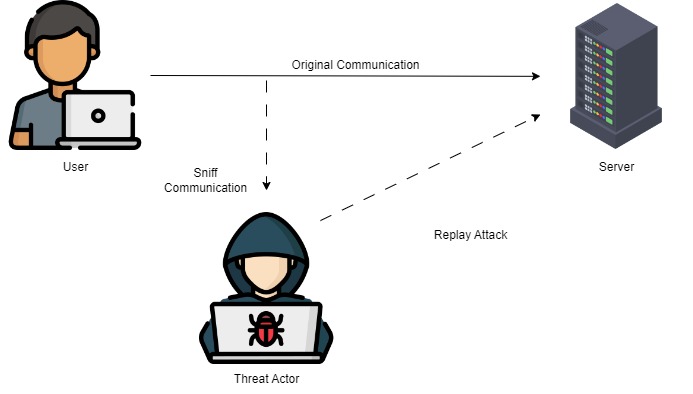 Original Communication
User
Server
Sniff
Communication
Replay Attack
Threat Actor